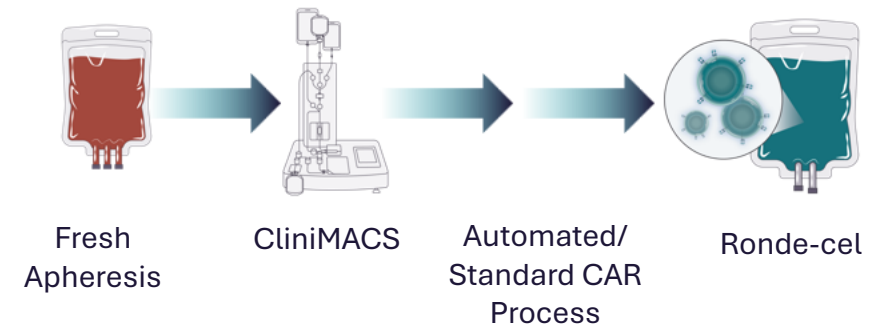 Fresh
Apheresis
CliniMACS
Automated/
Standard CAR
Process
Ronde-cel